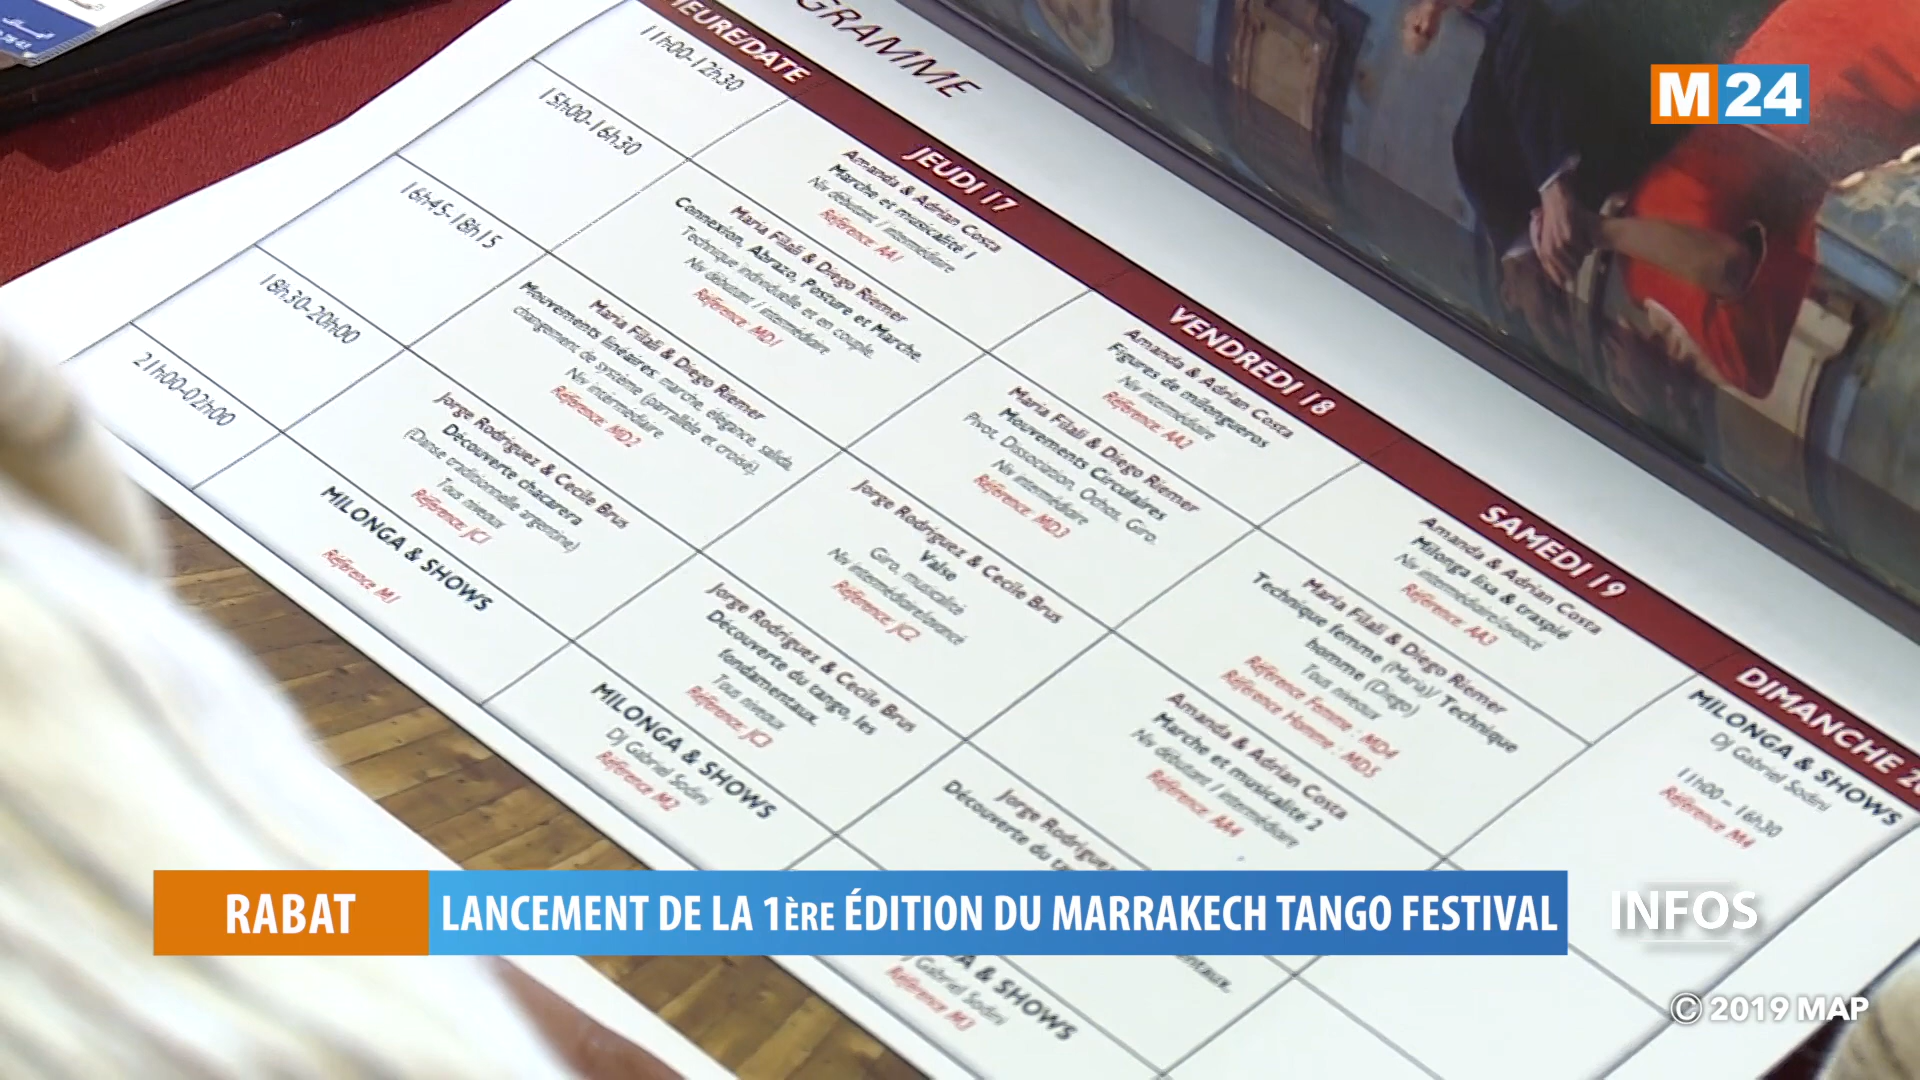 M 24
GRAMME
HEURE/DATE
JEUDI 17
VENDREDI 18
SAMEDI 19
DIMANCHE 20
11h00-12h30
Amanda & Adrian Costa
Marche et musicalité 1
Niv débutant / intermédiaire
Référence: AA1
Amanda & Adrian Costa
Figures de milongueros
Niv intermédiaire
Référence: AA2
Amanda & Adrian Costa
Milonga lisa & traspié
Niv intermédiaire/avancé
Référence: AA3
MILONGA & SHOWS
DJ Gabriel Sodini
11h00 – 16h30
Référence: M4
15h00-16h30
Maria Filali & Diego Riemer
Connexion, Abrazo, Posture et Marche.
Technique individuelle et en couple.
Niv débutant / intermédiaire
Référence: MD1
Maria Filali & Diego Riemer
Mouvements Circulaires
Pivot, Dissociation, Ochos, Giro.
Niv intermédiaire
Référence: MD3
Maria Filali & Diego Riemer
Technique femme (Maria)/ Technique
homme (Diego)
Tous niveaux
Référence Femme : MD4
Référence Homme : MD5
16h45-18h15
Maria Filali & Diego Riemer
Mouvements linéaires: marche, élégance, salida,
changement de système (parallèle et croisé)
Niv intermédiaire
Référence: MD2
Jorge Rodriguez & Cecile Brus
Valse
Giro, musicalité
Niv intermédiaire/avancé
Référence: JC2
Amanda & Adrian Costa
Marche et musicalité 2
Niv débutant / intermédiaire
Référence: AA4
18h30-20h00
Jorge Rodriguez & Cecile Brus
Découverte chacarera
(Danse traditionnelle argentine)
Tous niveaux
Référence: JC1
Jorge Rodriguez & Cecile Brus
Découverte du tango, les
fondamentaux.
Tous niveaux
Référence: JC3
Jorge Rodriguez
Découverte du
21h00-02h00
MILONGA & SHOWS
Référence: M1
MILONGA & SHOWS
DJ Gabriel Sodini
Référence: M2
& SHOWS
Gabriel Sodini
Référence: M3
RABAT
LANCEMENT DE LA 1ÈRE ÉDITION DU MARRAKECH TANGO FESTIVAL
INFOS
© 2019 MAP